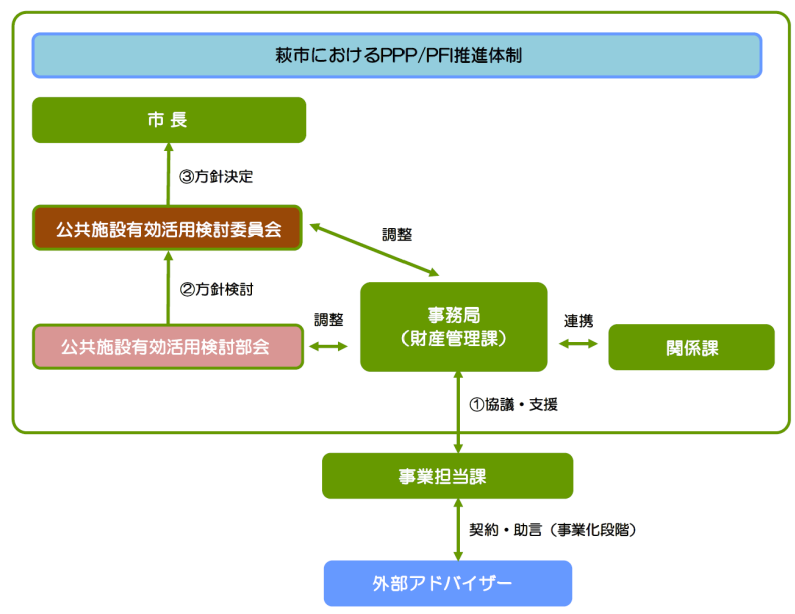 萩市におけるPPP/PFI推進体制
市長
③方針決定
公共施設有効活用検討委員会
調整
②方針検討
事務局
（財産管理課）
調整
連携
公共施設有効活用検討部会
関係課
①協議・支援
事業担当課
契約・助言（事業化段階）
外部アドバイザー